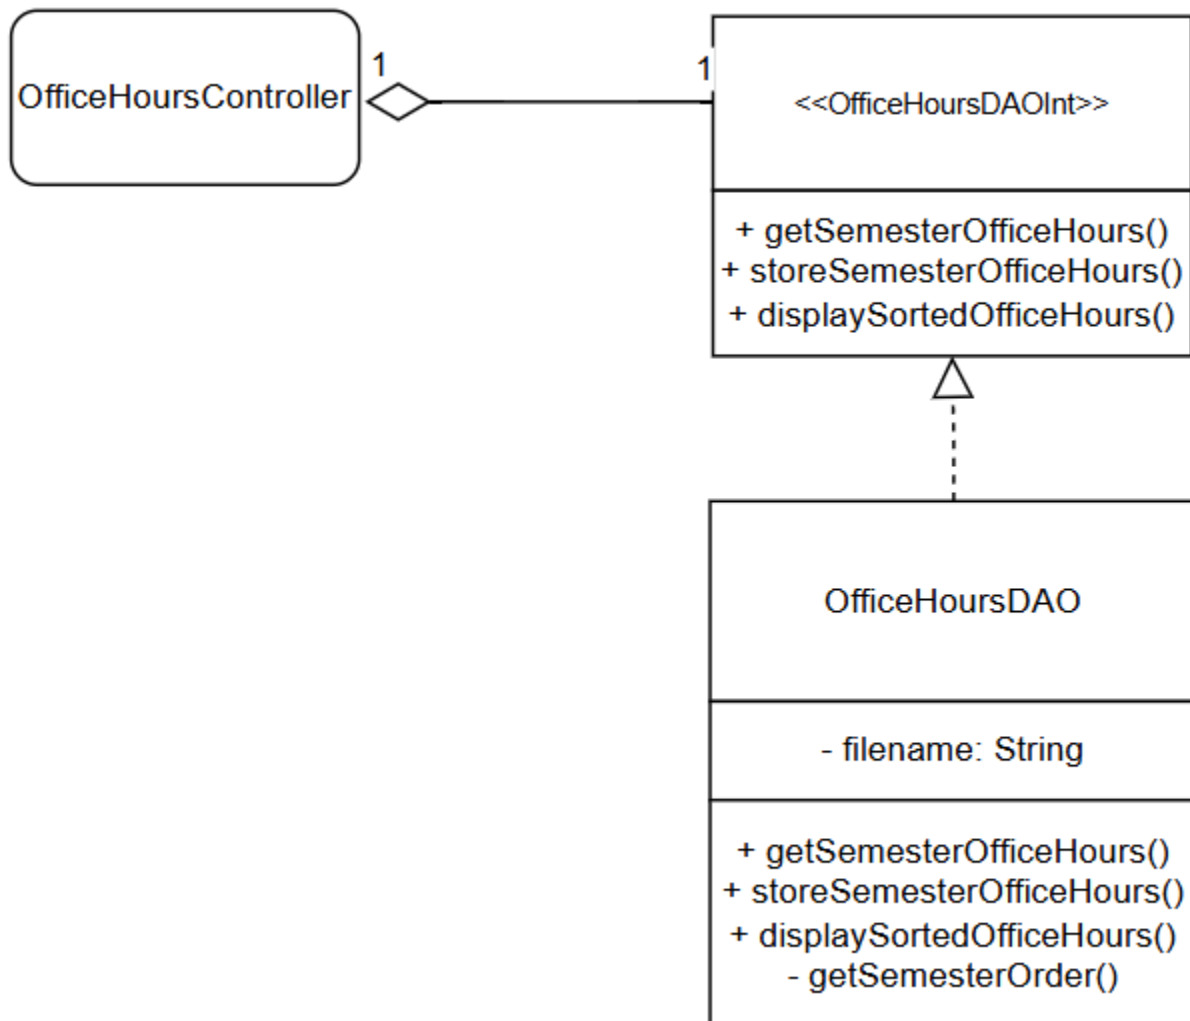 OfficeHoursController
1
1
<<OfficeHoursDAOInt>>
+ getSemesterOfficeHours()
+ storeSemesterOfficeHours()
+ displaySortedOfficeHours()
OfficeHoursDAO
- filename: String
+ getSemesterOfficeHours()
+ storeSemesterOfficeHours()
+ displaySortedOfficeHours()
- getSemesterOrder()